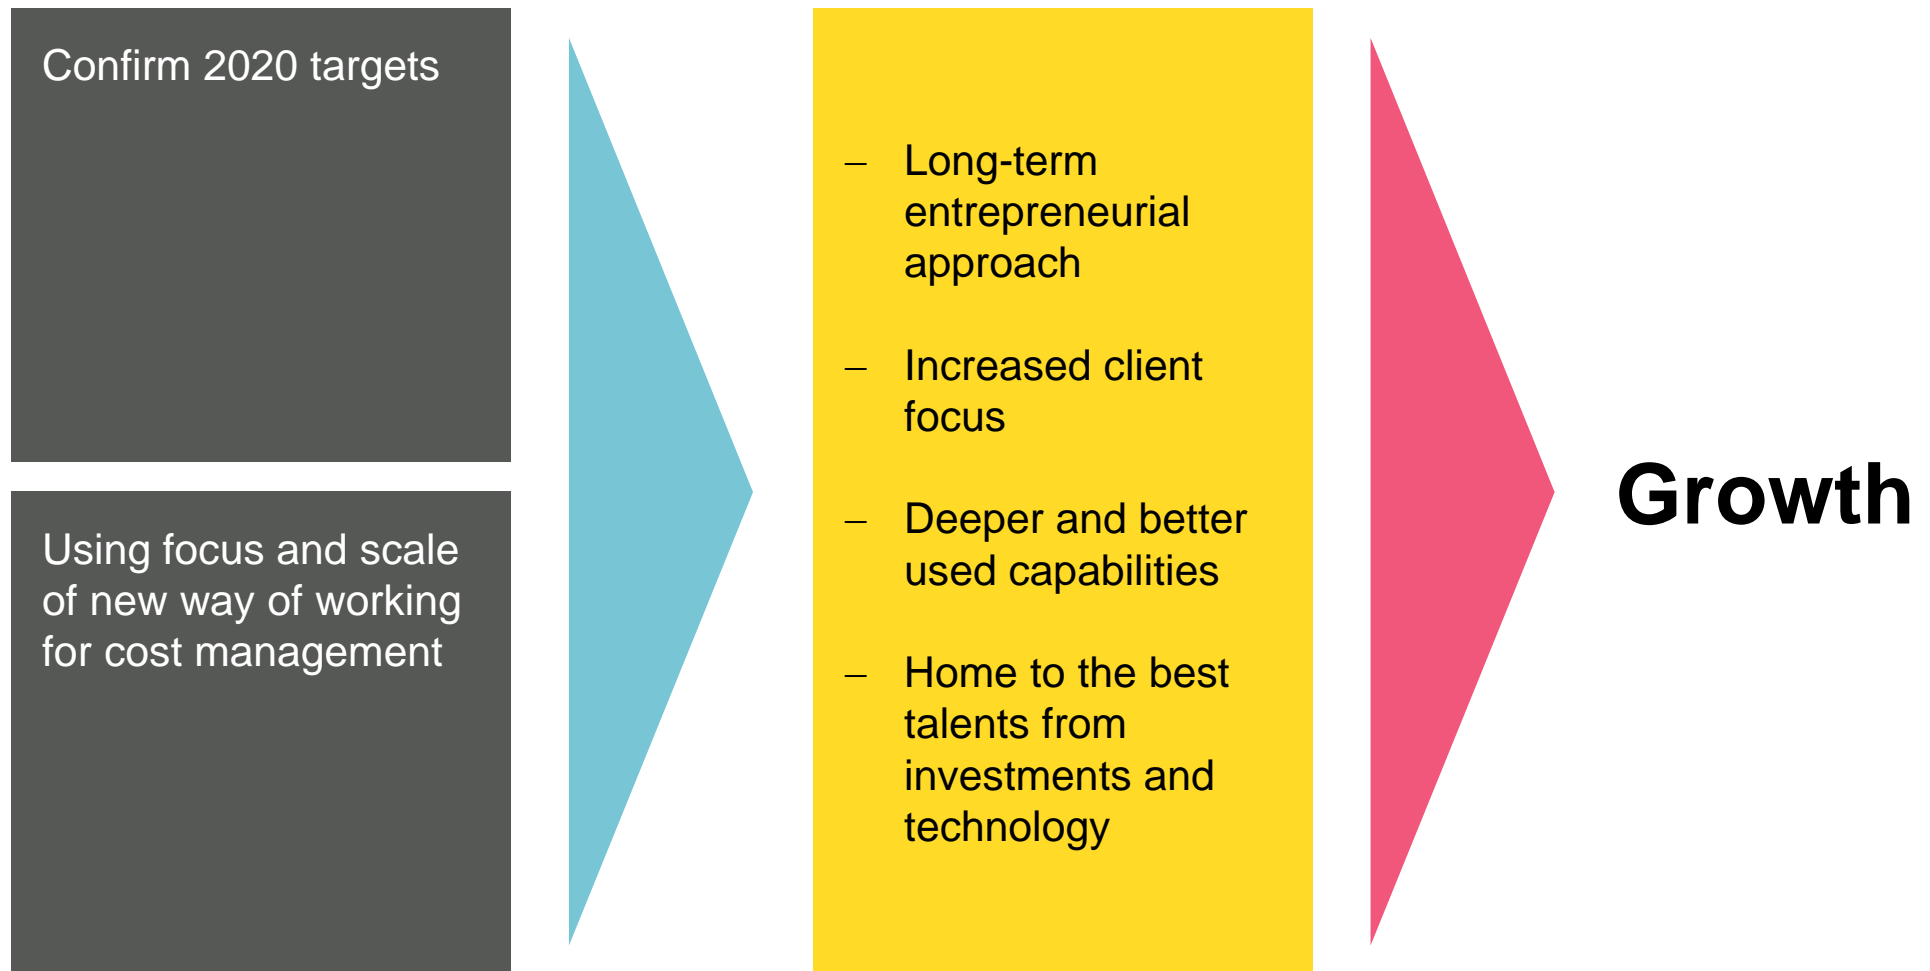 Confirm 2020 targets
Using focus and scale
of new way of working
for cost management
– Long-term
entrepreneurial
approach
– Increased client
focus
– Deeper and better
used capabilities
– Home to the best
talents from
investments and
technology
Growth